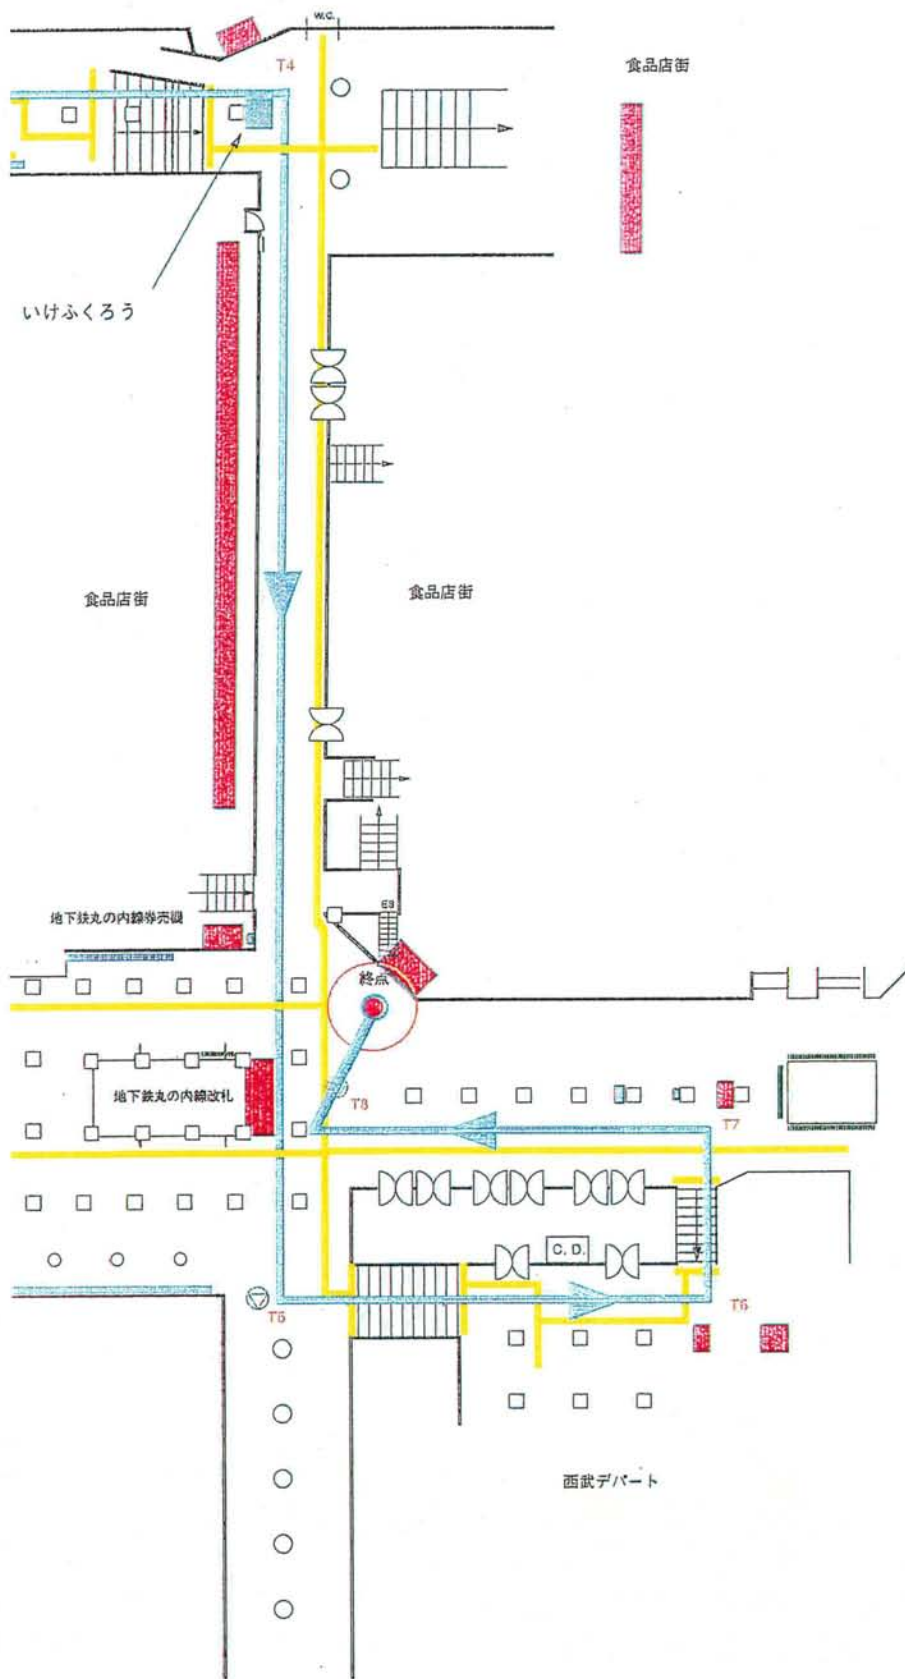 W.C.
T4
食品店街
いけふくろう
食品店街
食品店街
地下鉄丸の内線券売機
ES
終点
地下鉄丸の内線改札
T8
T7
C.D.
T5
T6
西武デパート